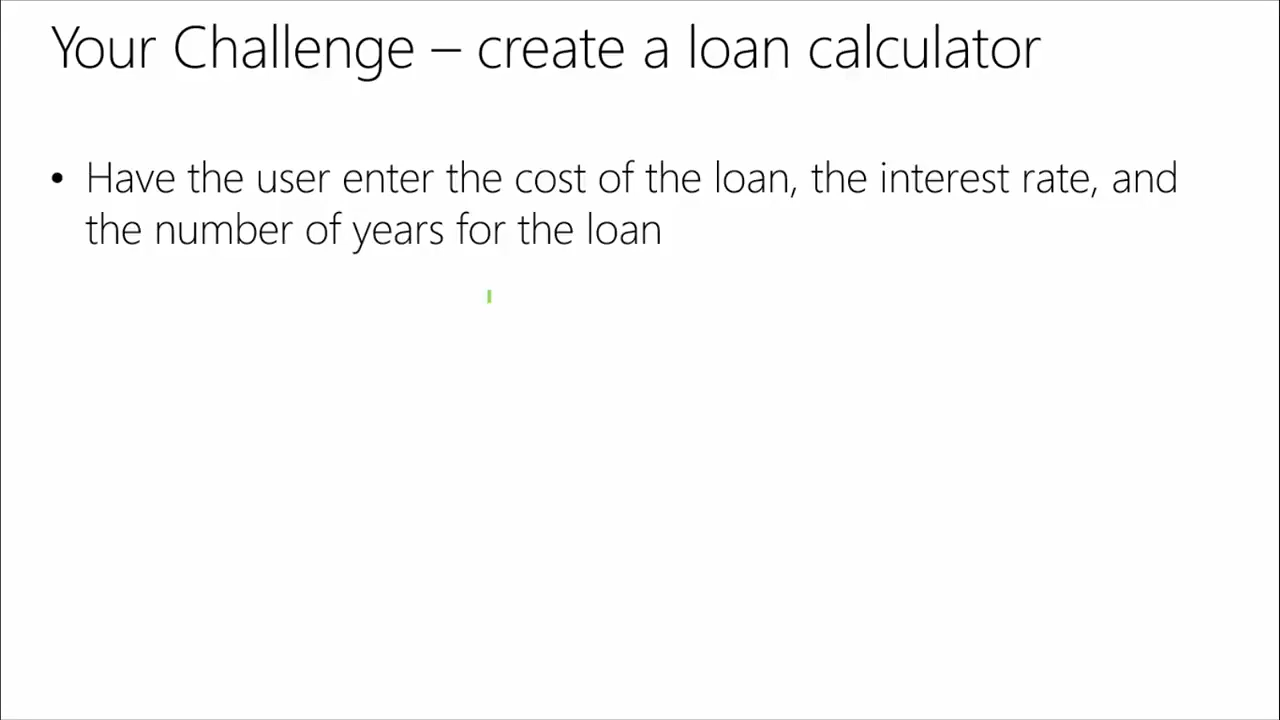 Your Challenge – create a loan calculator
• Have the user enter the cost of the loan, the interest rate, and
the number of years for the loan